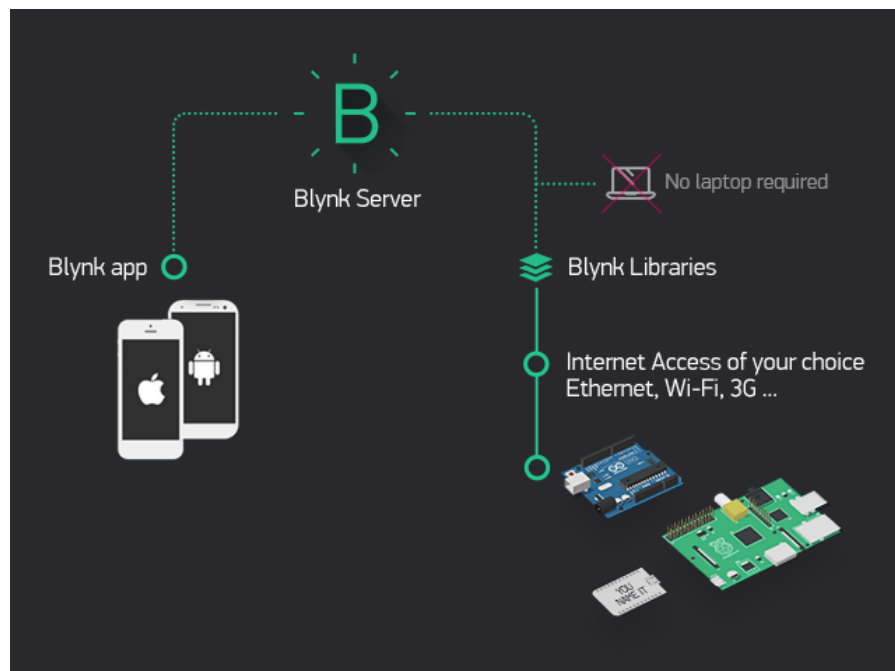 B
Blynk Server
No laptop required
Blynk app
Blynk Libraries
Internet Access of your choice
Ethernet, Wi-Fi, 3G ...
YOU
NAME IT